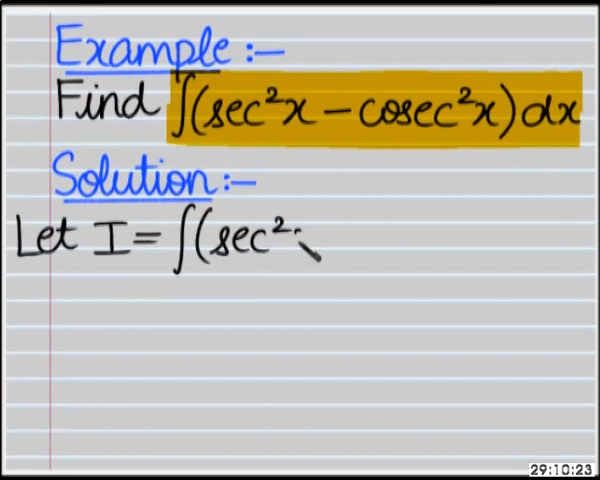 Example :-
Find ∫(sec²x - cosec²x) dx
Solution :-
Let I = ∫(sec²
29:10:23